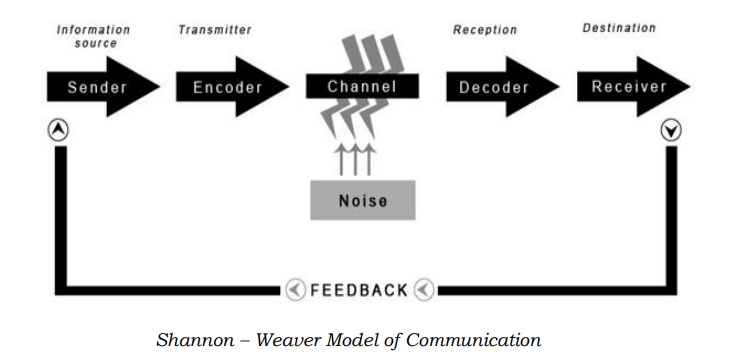 Information
source
Transmitter
Reception
Destination
Sender
Encoder
Channel
Decoder
Receiver
Noise
FEEDBACK
Shannon – Weaver Model of Communication